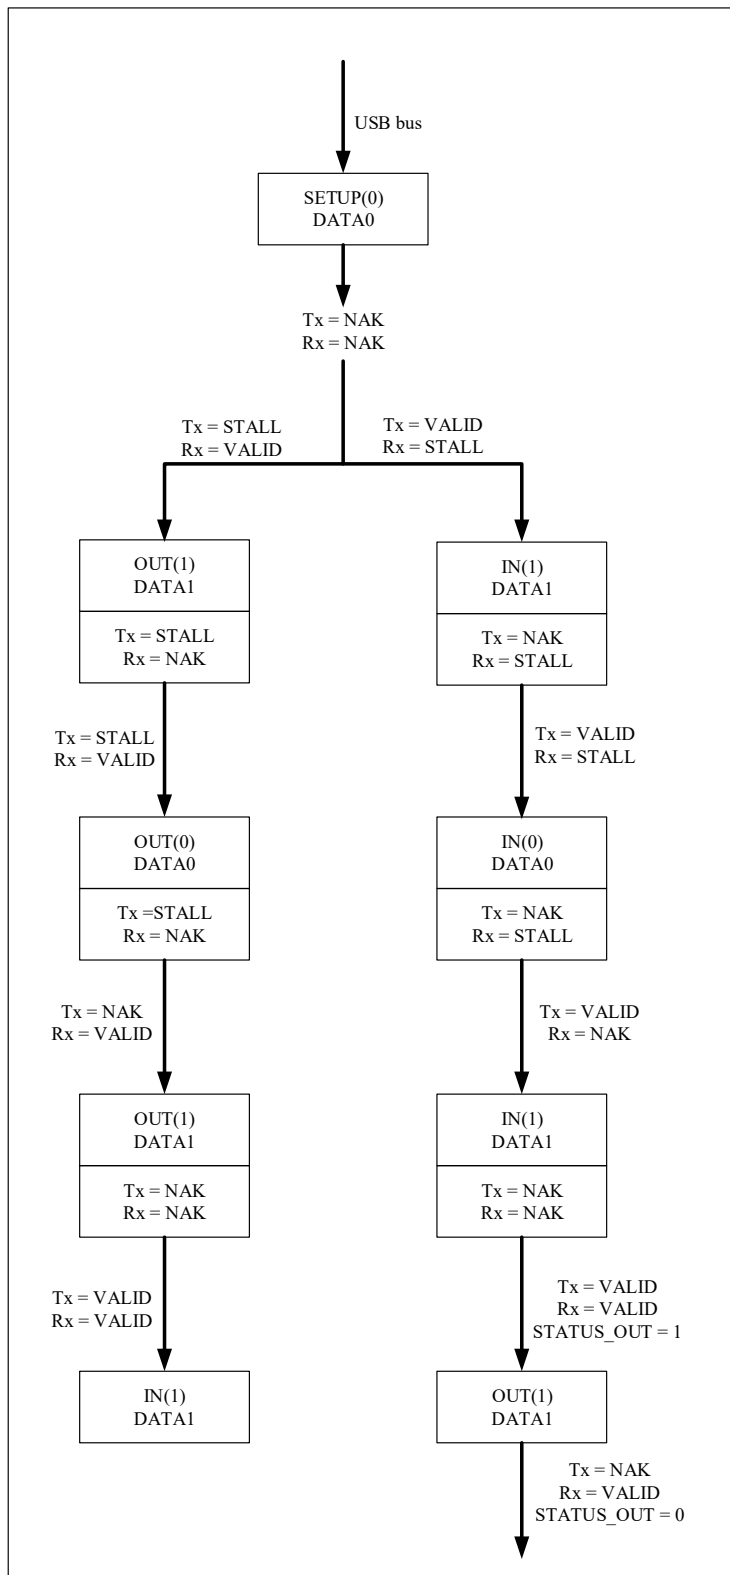 USB bus
SETUP(0)
DATA0
Tx = NAK
Rx = NAK
Tx = STALL
Rx = VALID
Tx = VALID
Rx = STALL
OUT(1)
DATA1
Tx = STALL
Rx = NAK
IN(1)
DATA1
Tx = NAK
Rx = STALL
Tx = STALL
Rx = VALID
Tx = VALID
Rx = STALL
OUT(0)
DATA0
Tx =STALL
Rx = NAK
IN(0)
DATA0
Tx = NAK
Rx = STALL
Tx = NAK
Rx = VALID
Tx = VALID
Rx = NAK
OUT(1)
DATA1
Tx = NAK
Rx = NAK
IN(1)
DATA1
Tx = NAK
Rx = NAK
Tx = VALID
Rx = VALID
Tx = VALID
Rx = VALID
STATUS_OUT = 1
IN(1)
DATA1
OUT(1)
DATA1
Tx = NAK
Rx = VALID
STATUS_OUT = 0